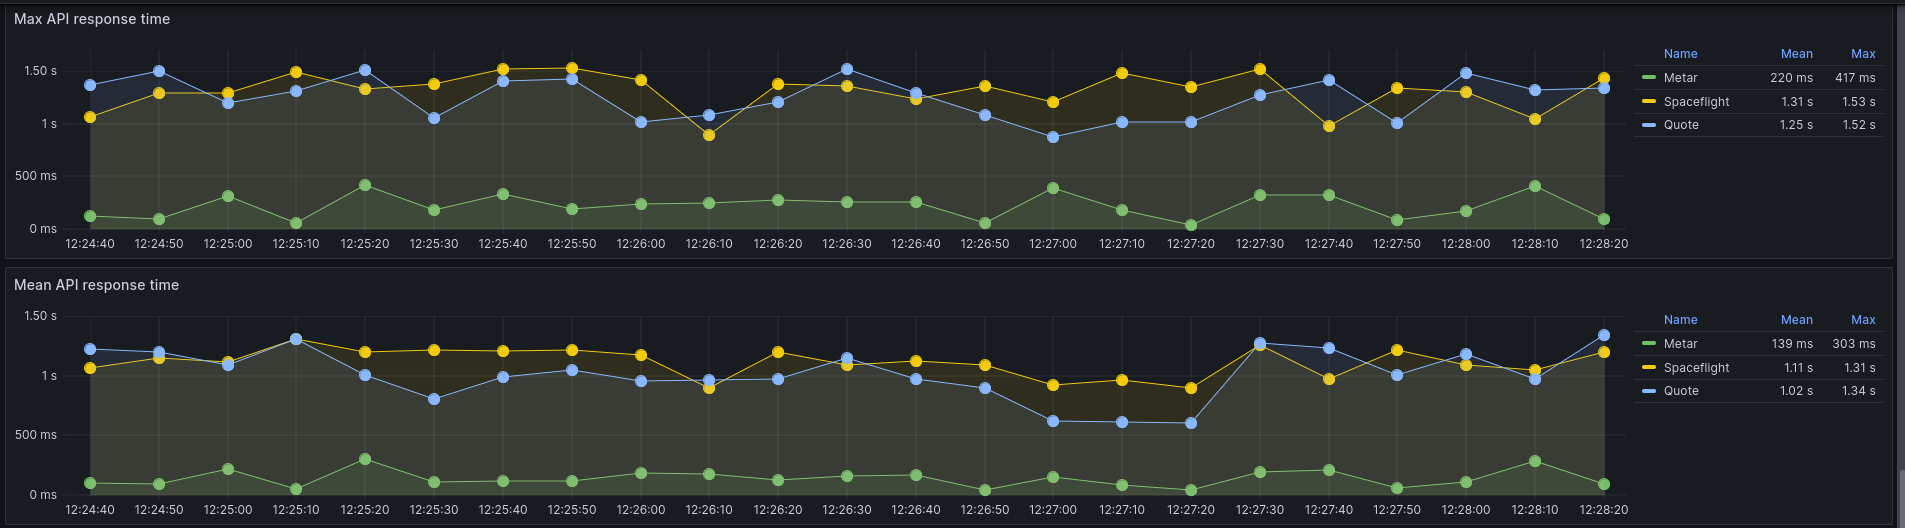 Max API response time
Name Mean Max
1.50 s
Metar 220 ms 417 ms
Spaceflight 1.31 s 1.53 s
1 s
Quote 1.25 s 1.52 s
500 ms
0 ms
12:24:40 12:24:50 12:25:00 12:25:10 12:25:20 12:25:30 12:25:40 12:25:50 12:26:00 12:26:10 12:26:20 12:26:30 12:26:40 12:26:50 12:27:00 12:27:10 12:27:20 12:27:30 12:27:40 12:27:50 12:28:00 12:28:10 12:28:20
Mean API response time
1.50 s
Name Mean Max
Metar 139 ms 303 ms
Spaceflight 1.11 s 1.31 s
1 s
Quote 1.02 s 1.34 s
500 ms
0 ms
12:24:40 12:24:50 12:25:00 12:25:10 12:25:20 12:25:30 12:25:40 12:25:50 12:26:00 12:26:10 12:26:20 12:26:30 12:26:40 12:26:50 12:27:00 12:27:10 12:27:20 12:27:30 12:27:40 12:27:50 12:28:00 12:28:10 12:28:20